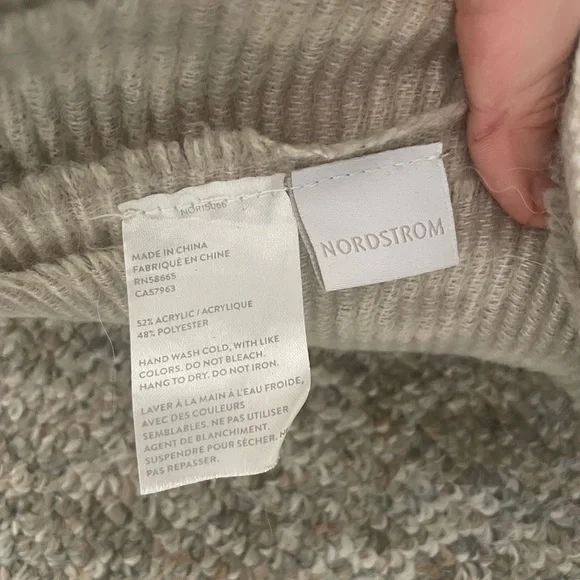 NORDSTROM
MADE IN CHINA
FABRIQUÉ EN CHINE
RN58665
CA57963
52% ACRYLIC / ACRYLIQUE
48% POLYESTER
HAND WASH COLD, WITH LIKE
COLORS. DO NOT BLEACH.
HANG TO DRY. DO NOT IRON.
LAVER À LA MAIN À L'EAU FROIDE,
AVEC DES COULEURS
SEMBLABLES. NE PAS UTILISER
AGENT DE BLANCHIMENT.
SUSPENDRE POUR SÉCHER. N
PAS REPASSER.